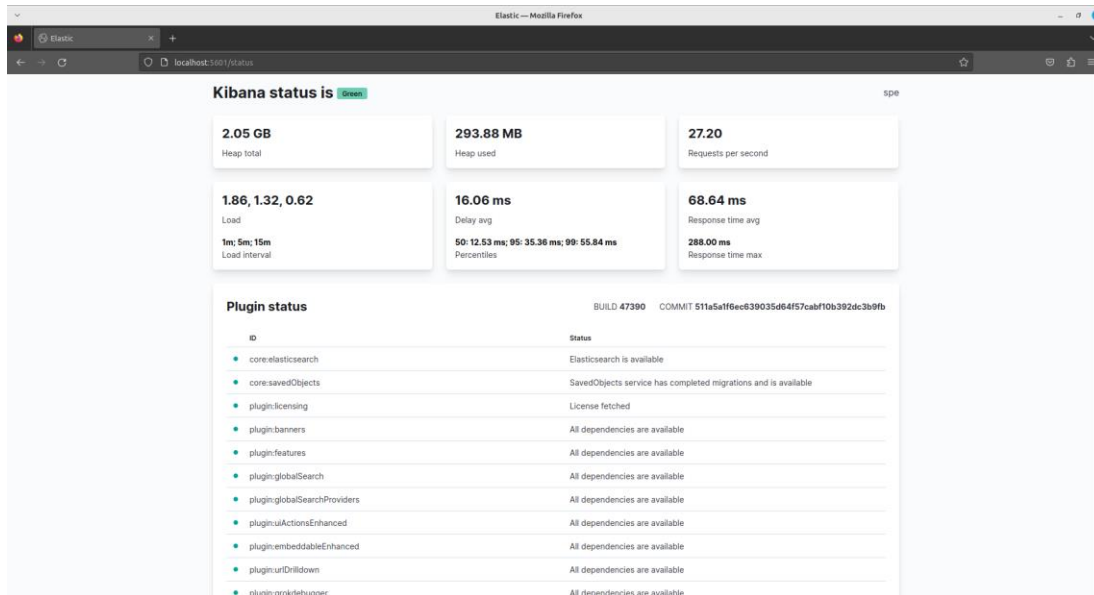 Elastic — Mozilla Firefox
Elastic
localhost:5601/status
Kibana status is Green
spe
2.05 GB
Heap total
293.88 MB
Heap used
27.20
Requests per second
1.86, 1.32, 0.62
Load
1m; 5m; 15m
Load interval
16.06 ms
Delay avg
50: 12.53 ms; 95: 35.36 ms; 99: 55.84 ms
Percentiles
68.64 ms
Response time avg
288.00 ms
Response time max
Plugin status
BUILD 47390 COMMIT 511a5a1f6ec639035d64f57cabf10b392dc3b9fb
ID Status
core:elasticsearch Elasticsearch is available
core:savedObjects SavedObjects service has completed migrations and is available
plugin:licensing License fetched
plugin:banners All dependencies are available
plugin:features All dependencies are available
plugin:globalSearch All dependencies are available
plugin:globalSearchProviders All dependencies are available
plugin:uiActionsEnhanced All dependencies are available
plugin:embeddableEnhanced All dependencies are available
plugin:urlDrilldown All dependencies are available
plugin:grokdebugger All dependencies are available